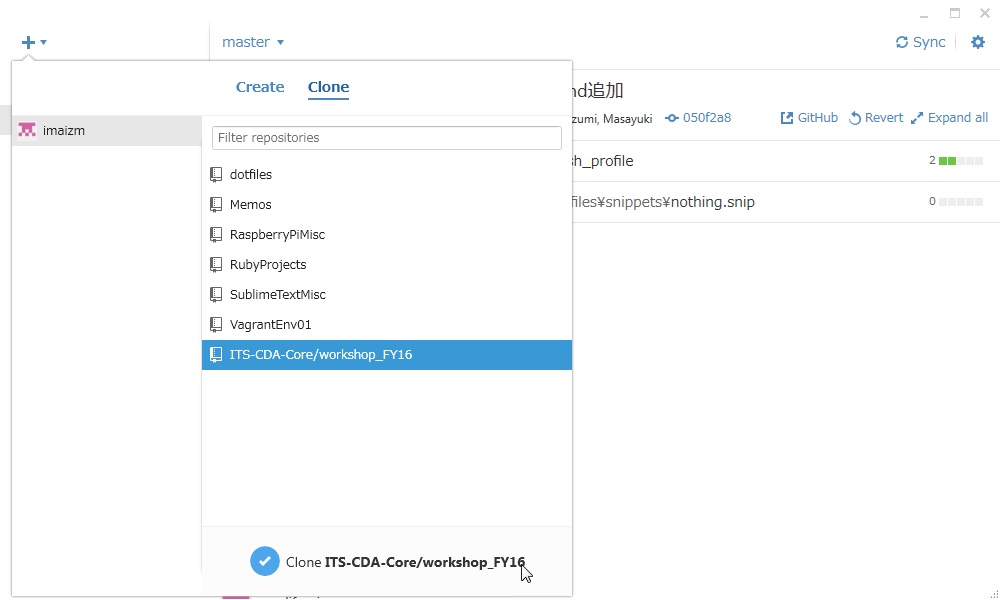 master
Sync
Create
Clone
nd追加
imaizm
zumi, Masayuki
050f2a8
GitHub
Revert
Expand all
Filter repositories
sh_profile
2
dotfiles
files¥snippets¥nothing.snip
0
Memos
RaspberryPiMisc
RubyProjects
SublimeTextMisc
VagrantEnv01
ITS-CDA-Core/workshop_FY16
Clone ITS-CDA-Core/workshop_FY16